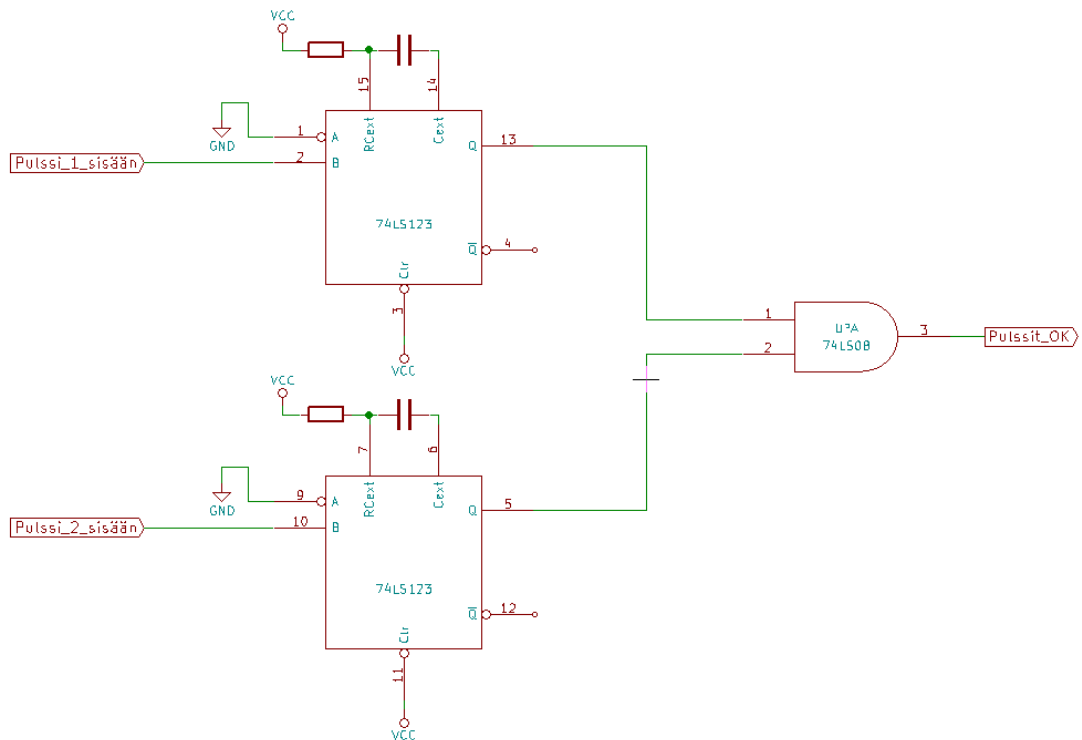 VCC
15
14
RCext
Cext
GND
1
A
Q
13
Pulssi_1_sisään
2
B
74LS123
Q
4
Clr
3
VCC
1
2
U?A
74LS08
3
Pulssit_OK
VCC
7
6
RCext
Cext
GND
9
A
Q
5
Pulssi_2_sisään
10
B
74LS123
Q
12
Clr
11
VCC